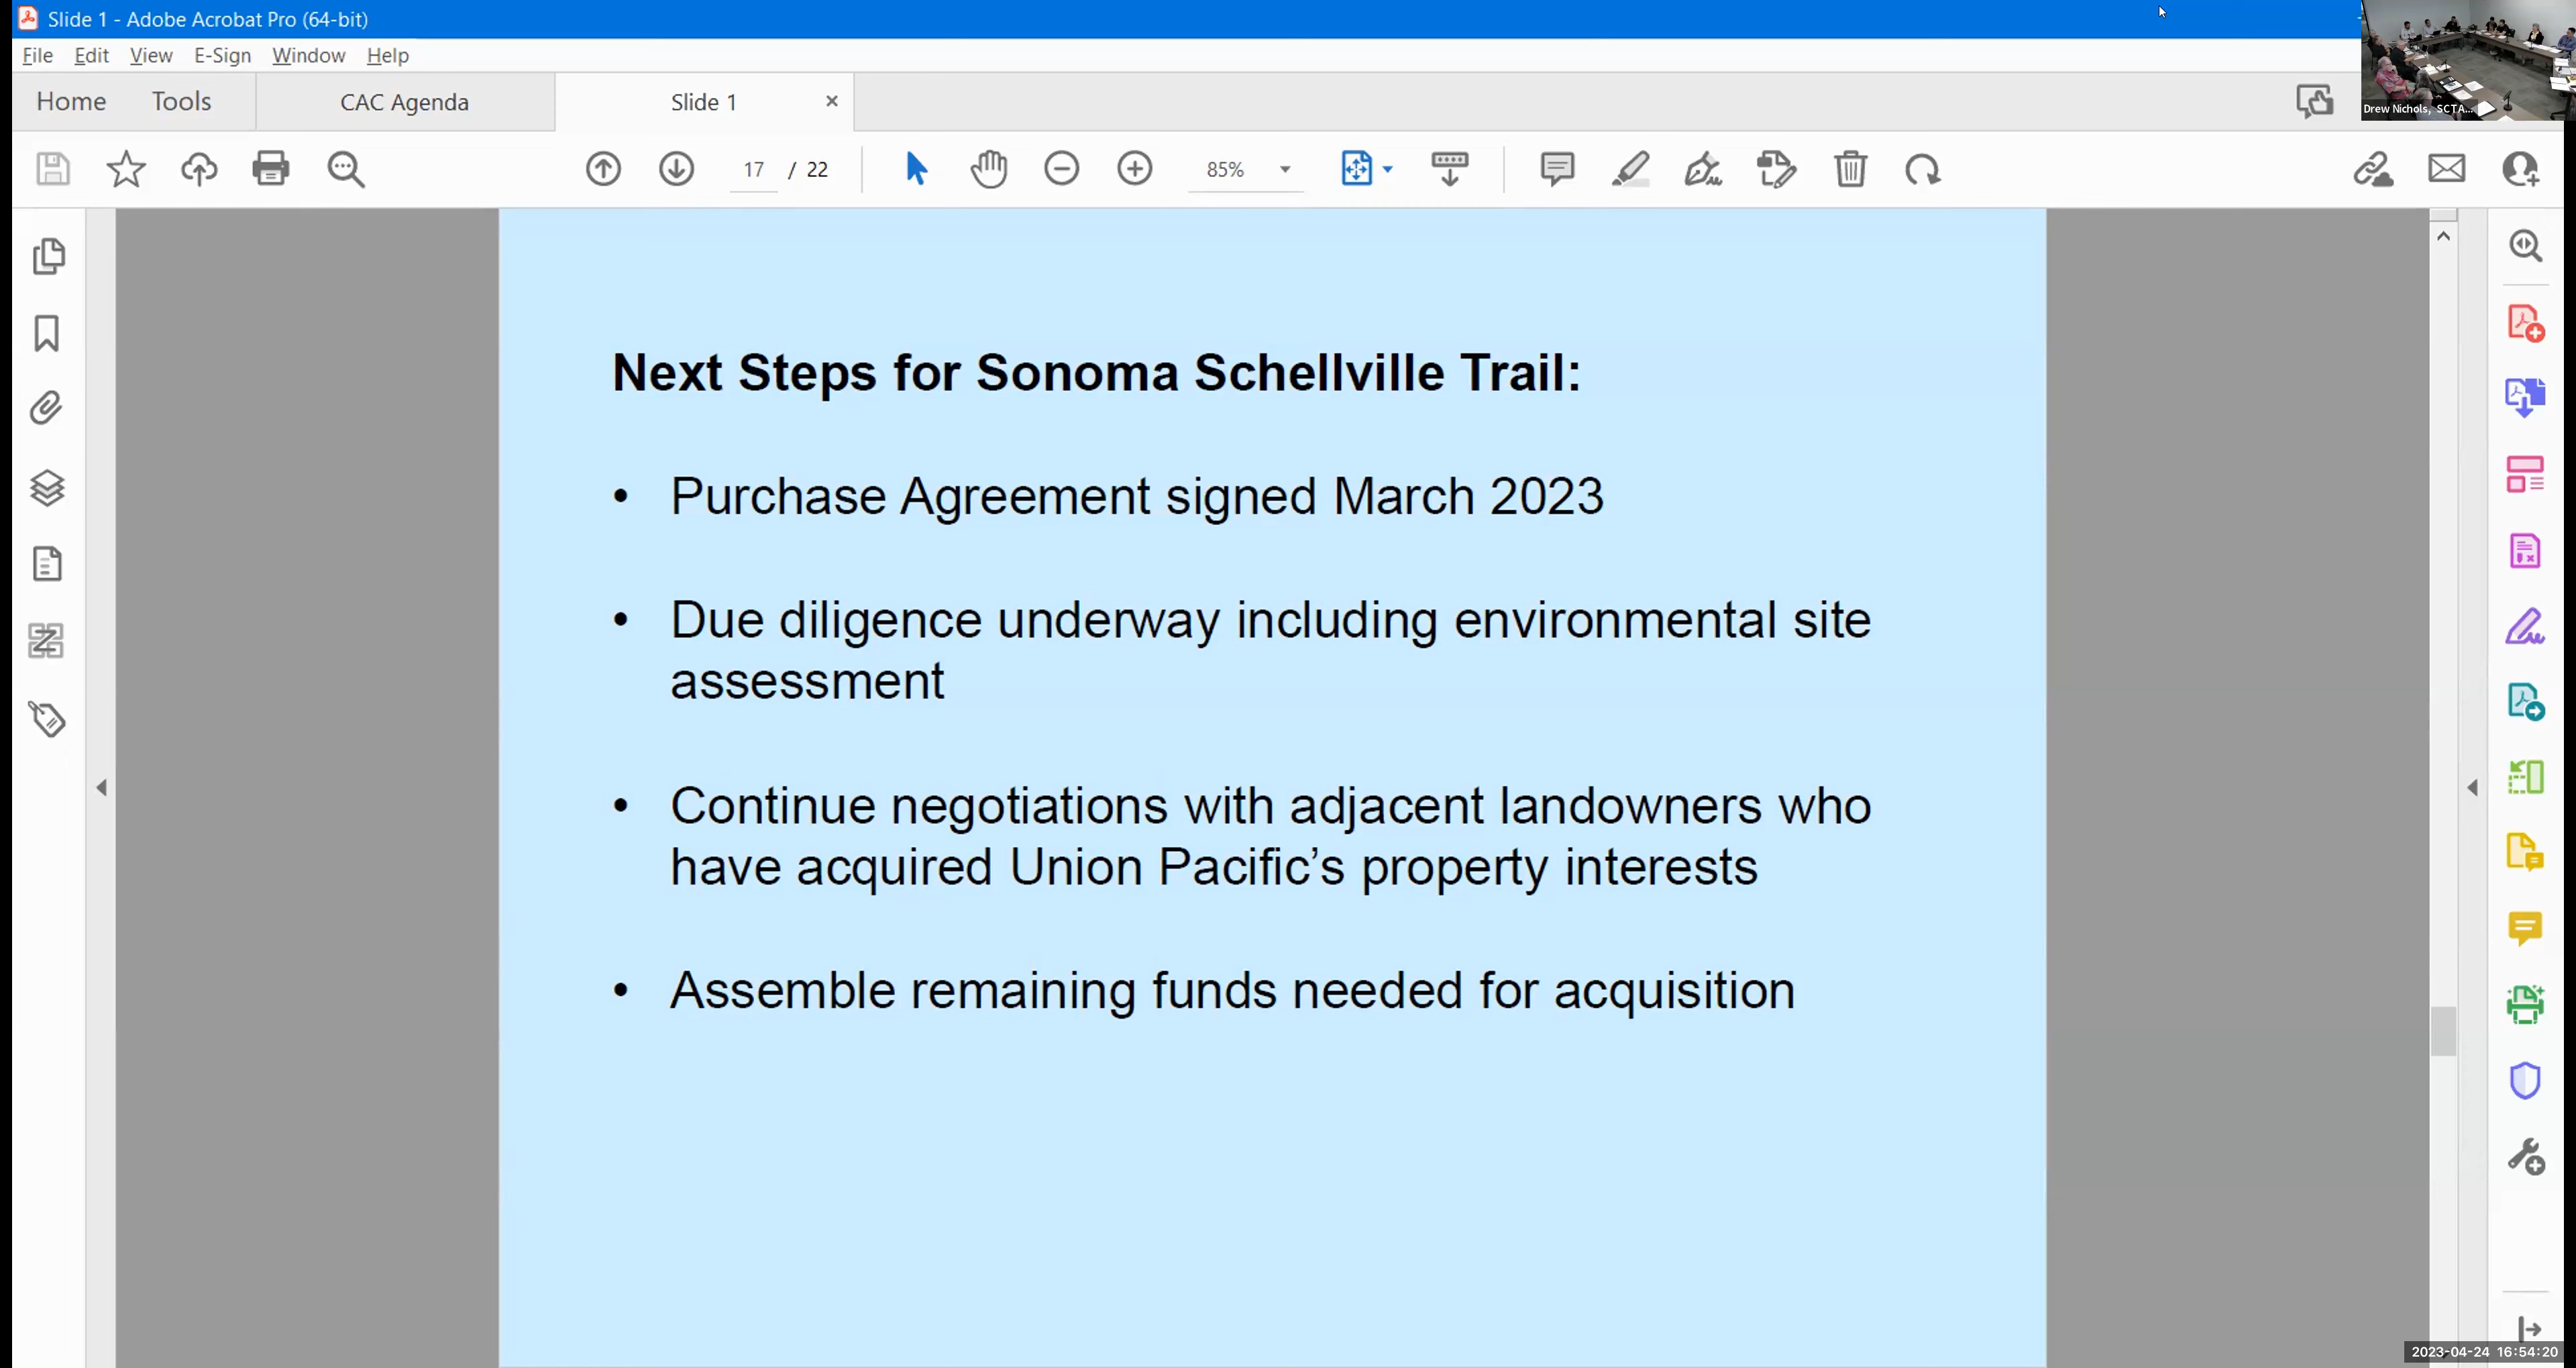 Slide 1 - Adobe Acrobat Pro (64-bit)
File Edit View E-Sign Window Help
Home Tools CAC Agenda Slide 1
Drew Nichols, SCTA...
17 / 22 85%
Next Steps for Sonoma Schellville Trail:
• Purchase Agreement signed March 2023
• Due diligence underway including environmental site
assessment
• Continue negotiations with adjacent landowners who
have acquired Union Pacific’s property interests
• Assemble remaining funds needed for acquisition
2023-04-24 16:54:20